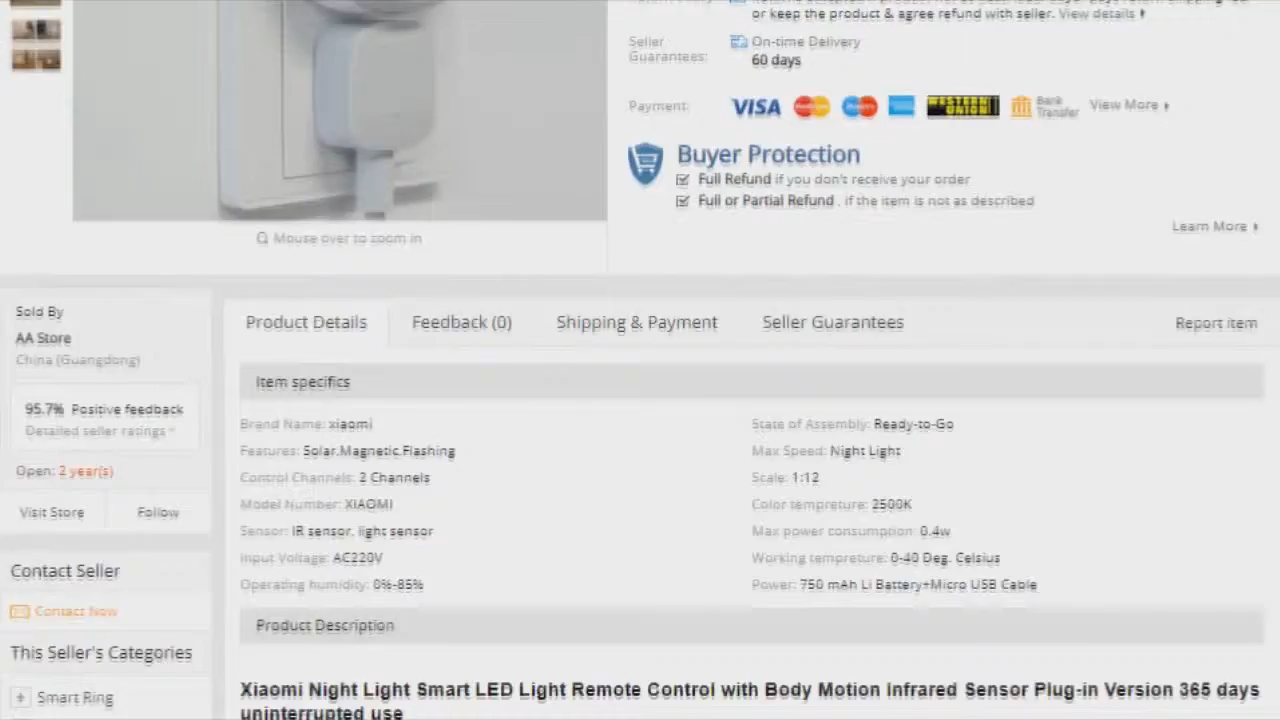 or keep the product & agree refund with seller. View details
Seller
Guarantees:
On-time Delivery
60 days
Payment:
VISA
WESTERN
UNION
Bank
Transfer
View More
Buyer Protection
Full Refund if you don't receive your order
Full or Partial Refund , if the item is not as described
Learn More
Mouse over to zoom in
Sold By
AA Store
China (Guangdong)
95.7% Positive feedback
Detailed seller ratings
Open: 2 year(s)
Visit Store
Follow
Contact Seller
Contact Now
This Seller's Categories
+ Smart Ring
Product Details
Feedback (0)
Shipping & Payment
Seller Guarantees
Report item
Item specifics
Brand Name: xiaomi
State of Assembly: Ready-to-Go
Features: Solar,Magnetic,Flashing
Max Speed: Night Light
Control Channels: 2 Channels
Scale: 1:12
Model Number: XIAOMI
Color tempreture: 2500K
Sensor: IR sensor, light sensor
Max power consumption: 0.4w
Input Voltage: AC220V
Working tempreture: 0-40 Deg. Celsius
Operating humidity: 0%-85%
Power: 750 mAh Li Battery+Micro USB Cable
Product Description
Xiaomi Night Light Smart LED Light Remote Control with Body Motion Infrared Sensor Plug-in Version 365 days
uninterrupted use